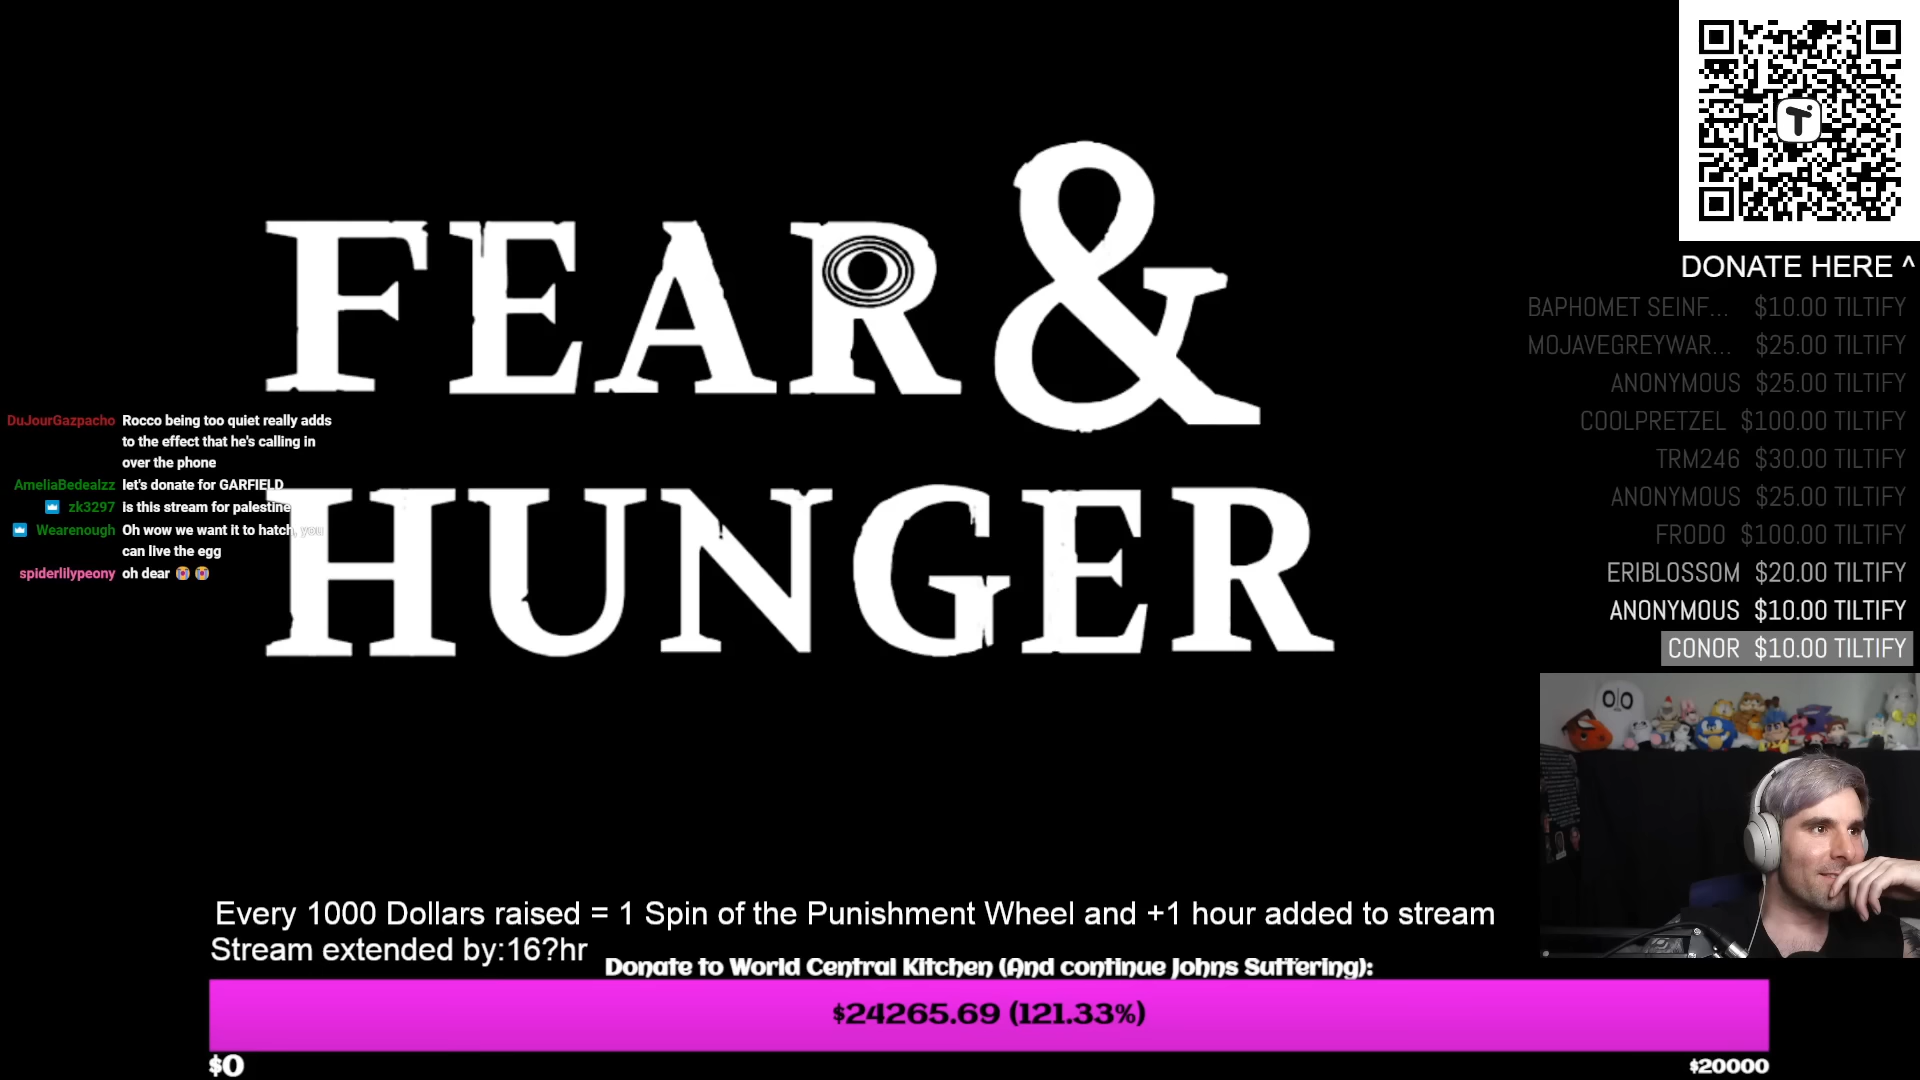 FEAR &
HUNGER
DuJourGazpacho Rocco being too quiet really adds
to the effect that he's calling in
over the phone
AmeliaBedealzz let's donate for GARFIELD
zk3297 is this stream for palestine
Wearenough Oh wow we want it to hatch, you
can live the egg
spiderlilypeony oh dear
T
DONATE HERE ^
BAPHOMET SEINF... $10.00 TILTIFY
MOJAVEGREYWAR... $25.00 TILTIFY
ANONYMOUS $25.00 TILTIFY
COOLPRETZEL $100.00 TILTIFY
TRM246 $30.00 TILTIFY
ANONYMOUS $25.00 TILTIFY
FRODO $100.00 TILTIFY
ERIBLOSSOM $20.00 TILTIFY
ANONYMOUS $10.00 TILTIFY
CONOR $10.00 TILTIFY
Every 1000 Dollars raised = 1 Spin of the Punishment Wheel and +1 hour added to stream
Stream extended by:16?hr
Donate to World Central Kitchen (And continue Johns Suffering):
$24265.69 (121.33%)
$0
$20000